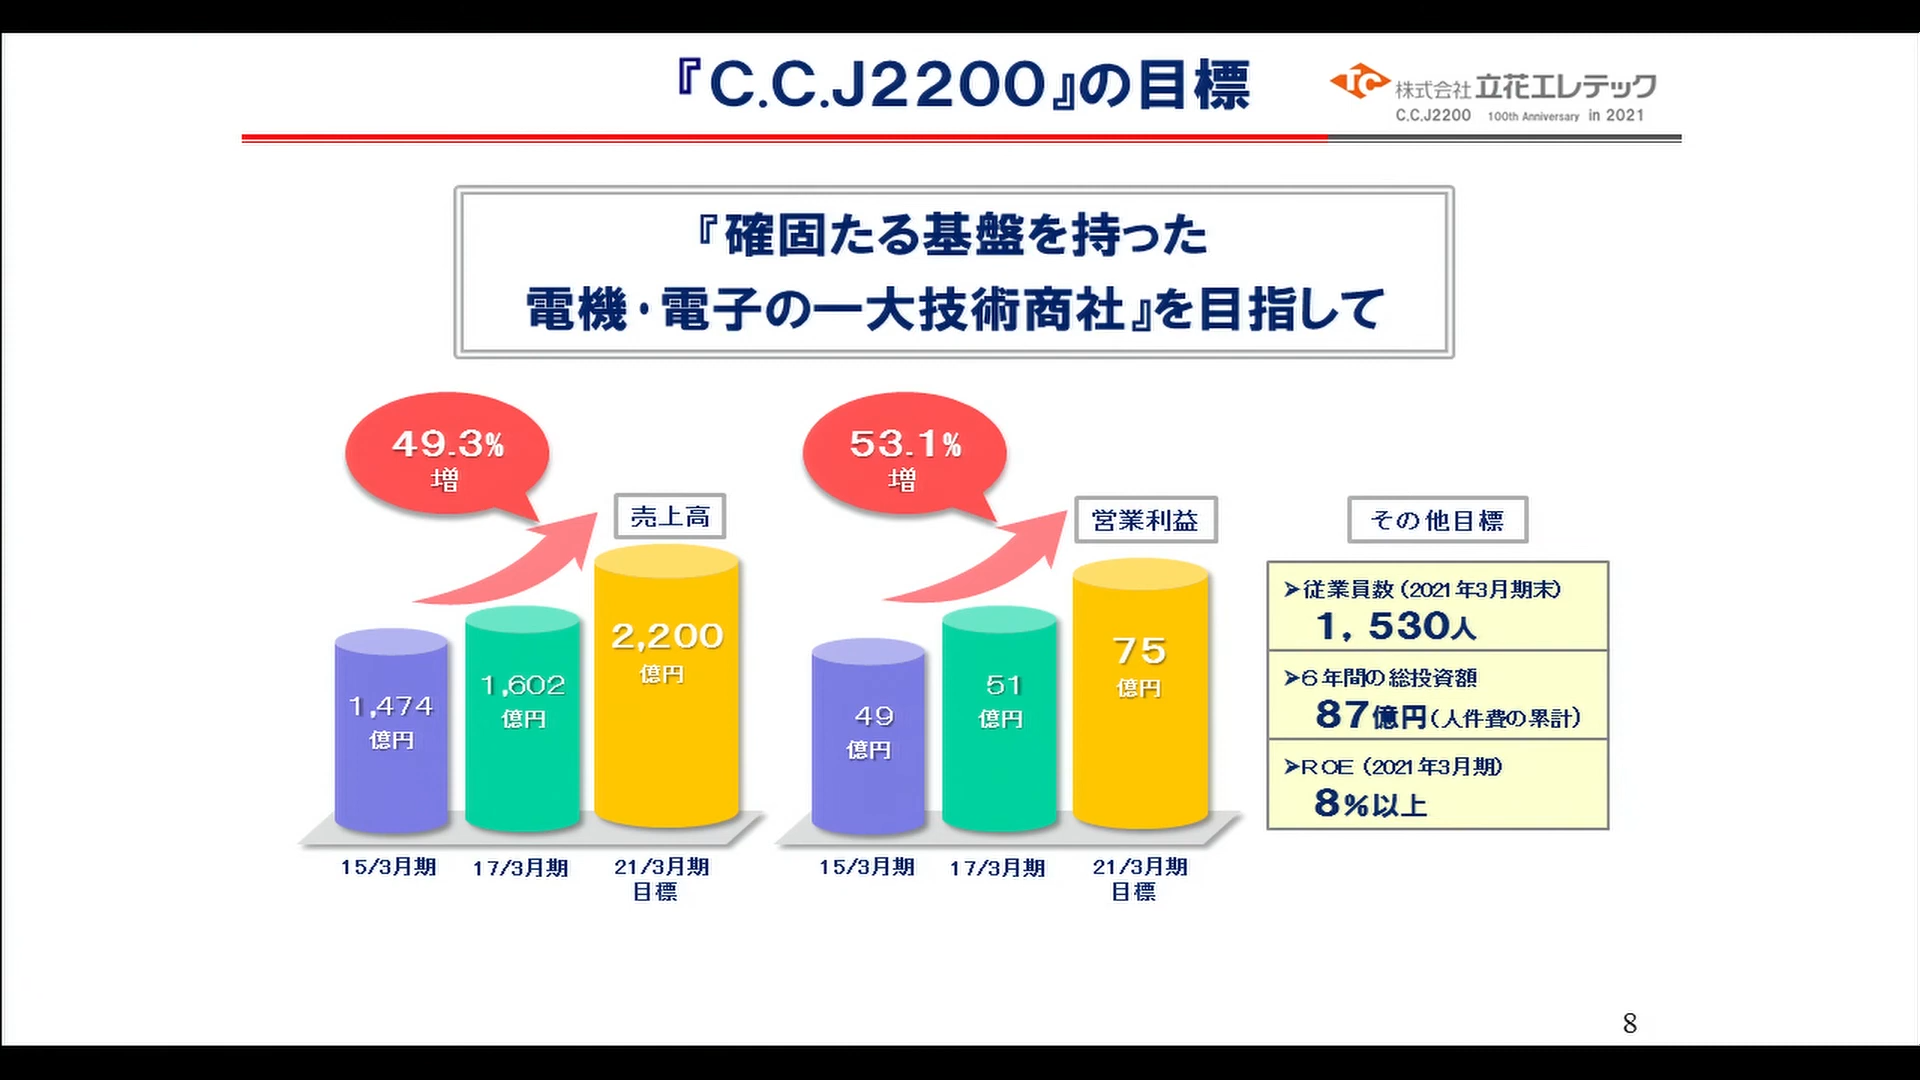 『C.C.J2200』の目標
TC 株式会社 立花エレテック
C.C.J2200 100th Anniversary in 2021
『確固たる基盤を持った
電機・電子の一大技術商社』を目指して
49.3%
増
売上高
1,474
億円
1,602
億円
2,200
億円
15/3月期
17/3月期
21/3月期
目標
53.1%
増
営業利益
49
億円
51
億円
75
億円
15/3月期
17/3月期
21/3月期
目標
その他目標
➤従業員数(2021年3月期末)
1,530人
➤6年間の総投資額
87億円(人件費の累計)
➤ROE(2021年3月期)
8%以上
8